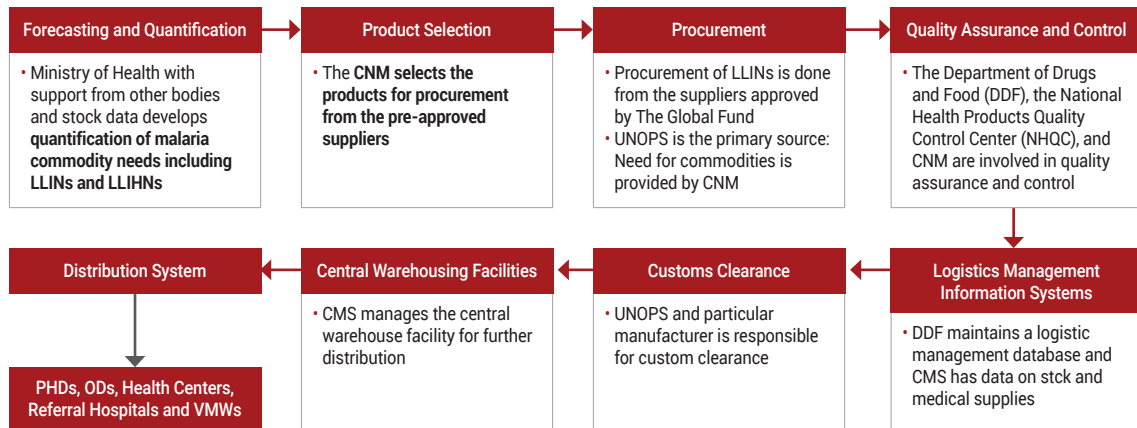 Forecasting and Quantification
• Ministry of Health with
support from other bodies
and stock data develops
quantification of malaria
commodity needs including
LLINs and LLIHNs
Product Selection
• The CNM selects the
products for procurement
from the pre-approved
suppliers
Procurement
• Procurement of LLINs is done
from the suppliers approved
by The Global Fund
• UNOPS is the primary source:
Need for commodities is
provided by CNM
Quality Assurance and Control
• The Department of Drugs
and Food (DDF), the National
Health Products Quality
Control Center (NHQC), and
CNM are involved in quality
assurance and control
Logistics Management
Information Systems
• DDF maintains a logistic
management database and
CMS has data on stck and
medical supplies
Customs Clearance
• UNOPS and particular
manufacturer is responsible
for custom clearance
Central Warehousing Facilities
• CMS manages the central
warehouse facility for further
distribution
Distribution System
PHDs, ODs, Health Centers,
Referral Hospitals and VMWs